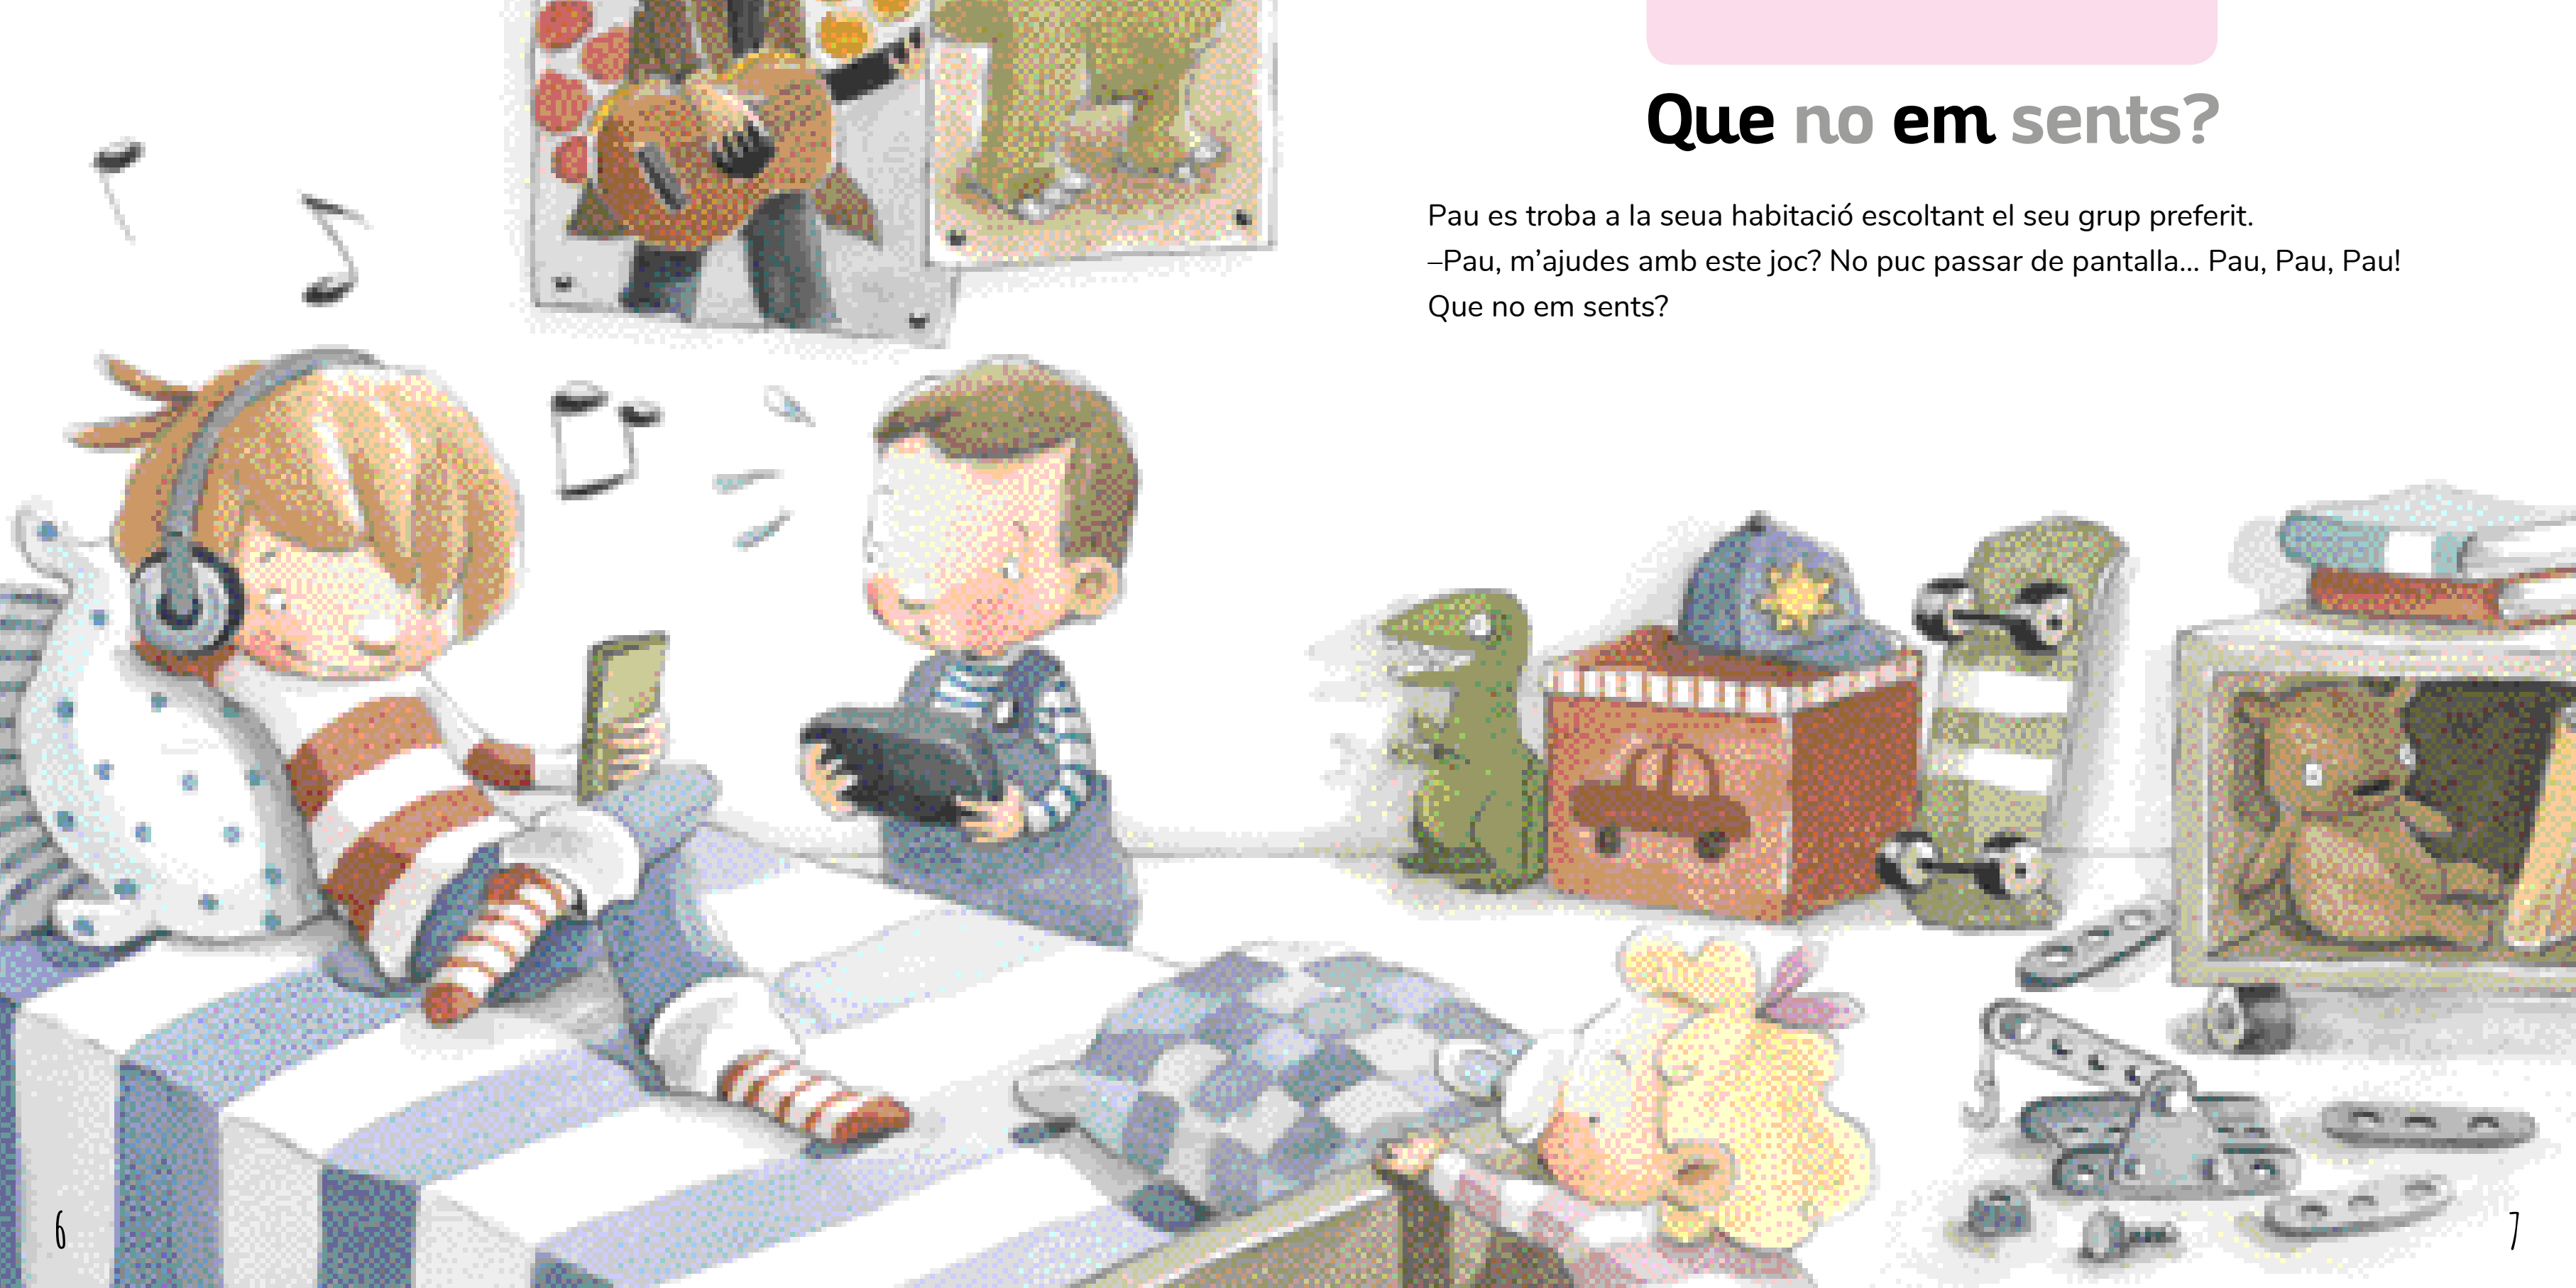 Que no em sents?
Pau es troba a la seua habitació escoltant el seu grup preferit.
–Pau, m’ajudes amb este joc? No puc passar de pantalla... Pau, Pau, Pau!
Que no em sents?
6
7